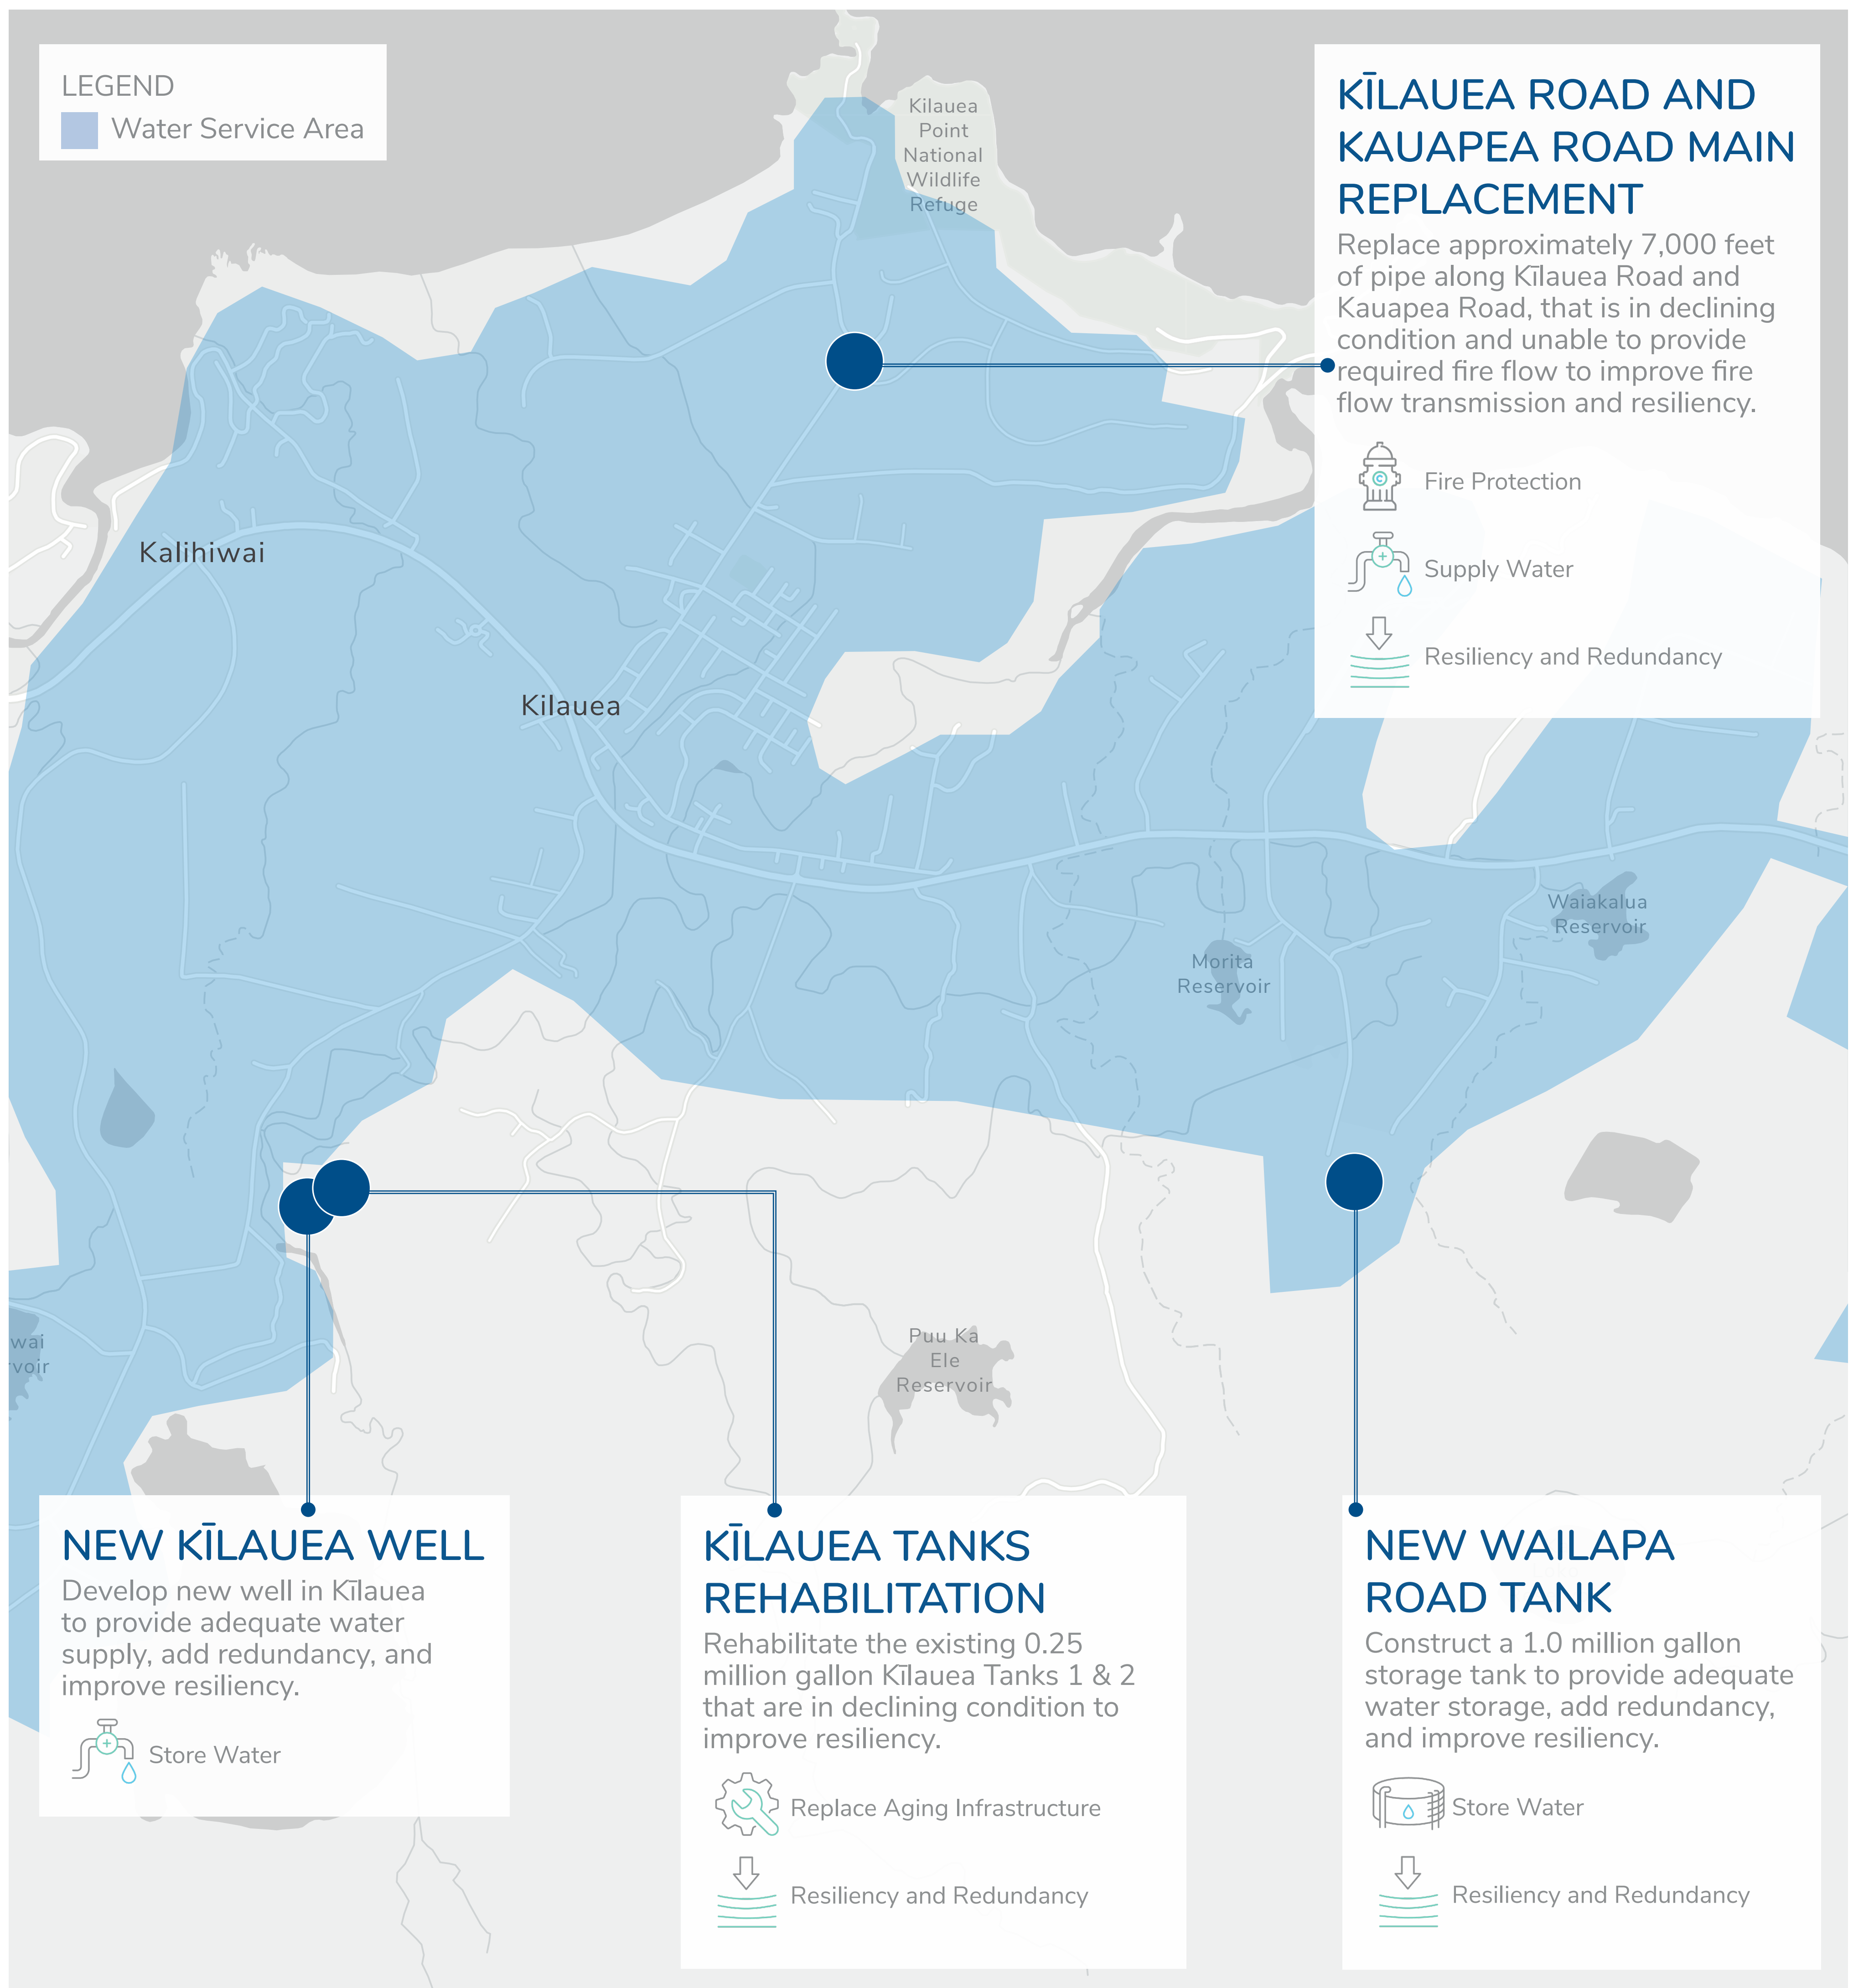 LEGEND
Water Service Area
Kilauea
Point
National
Wildlife
Refuge
KĪLAUEA ROAD AND
KAUAPEA ROAD MAIN
REPLACEMENT
Replace approximately 7,000 feet
of pipe along Kīlauea Road and
Kauapea Road, that is in declining
condition and unable to provide
required fire flow to improve fire
flow transmission and resiliency.
Fire Protection
Supply Water
Resiliency and Redundancy
Kalihiwai
Kilauea
Waiakalua
Reservoir
Morita
Reservoir
Puu Ka
Ele
Reservoir
wai
rvoir
NEW KĪLAUEA WELL
Develop new well in Kīlauea
to provide adequate water
supply, add redundancy, and
improve resiliency.
Store Water
KĪLAUEA TANKS
REHABILITATION
Rehabilitate the existing 0.25
million gallon Kīlauea Tanks 1 & 2
that are in declining condition to
improve resiliency.
Replace Aging Infrastructure
Resiliency and Redundancy
NEW WAILAPA
ROAD TANK
Construct a 1.0 million gallon
storage tank to provide adequate
water storage, add redundancy,
and improve resiliency.
Store Water
Resiliency and Redundancy